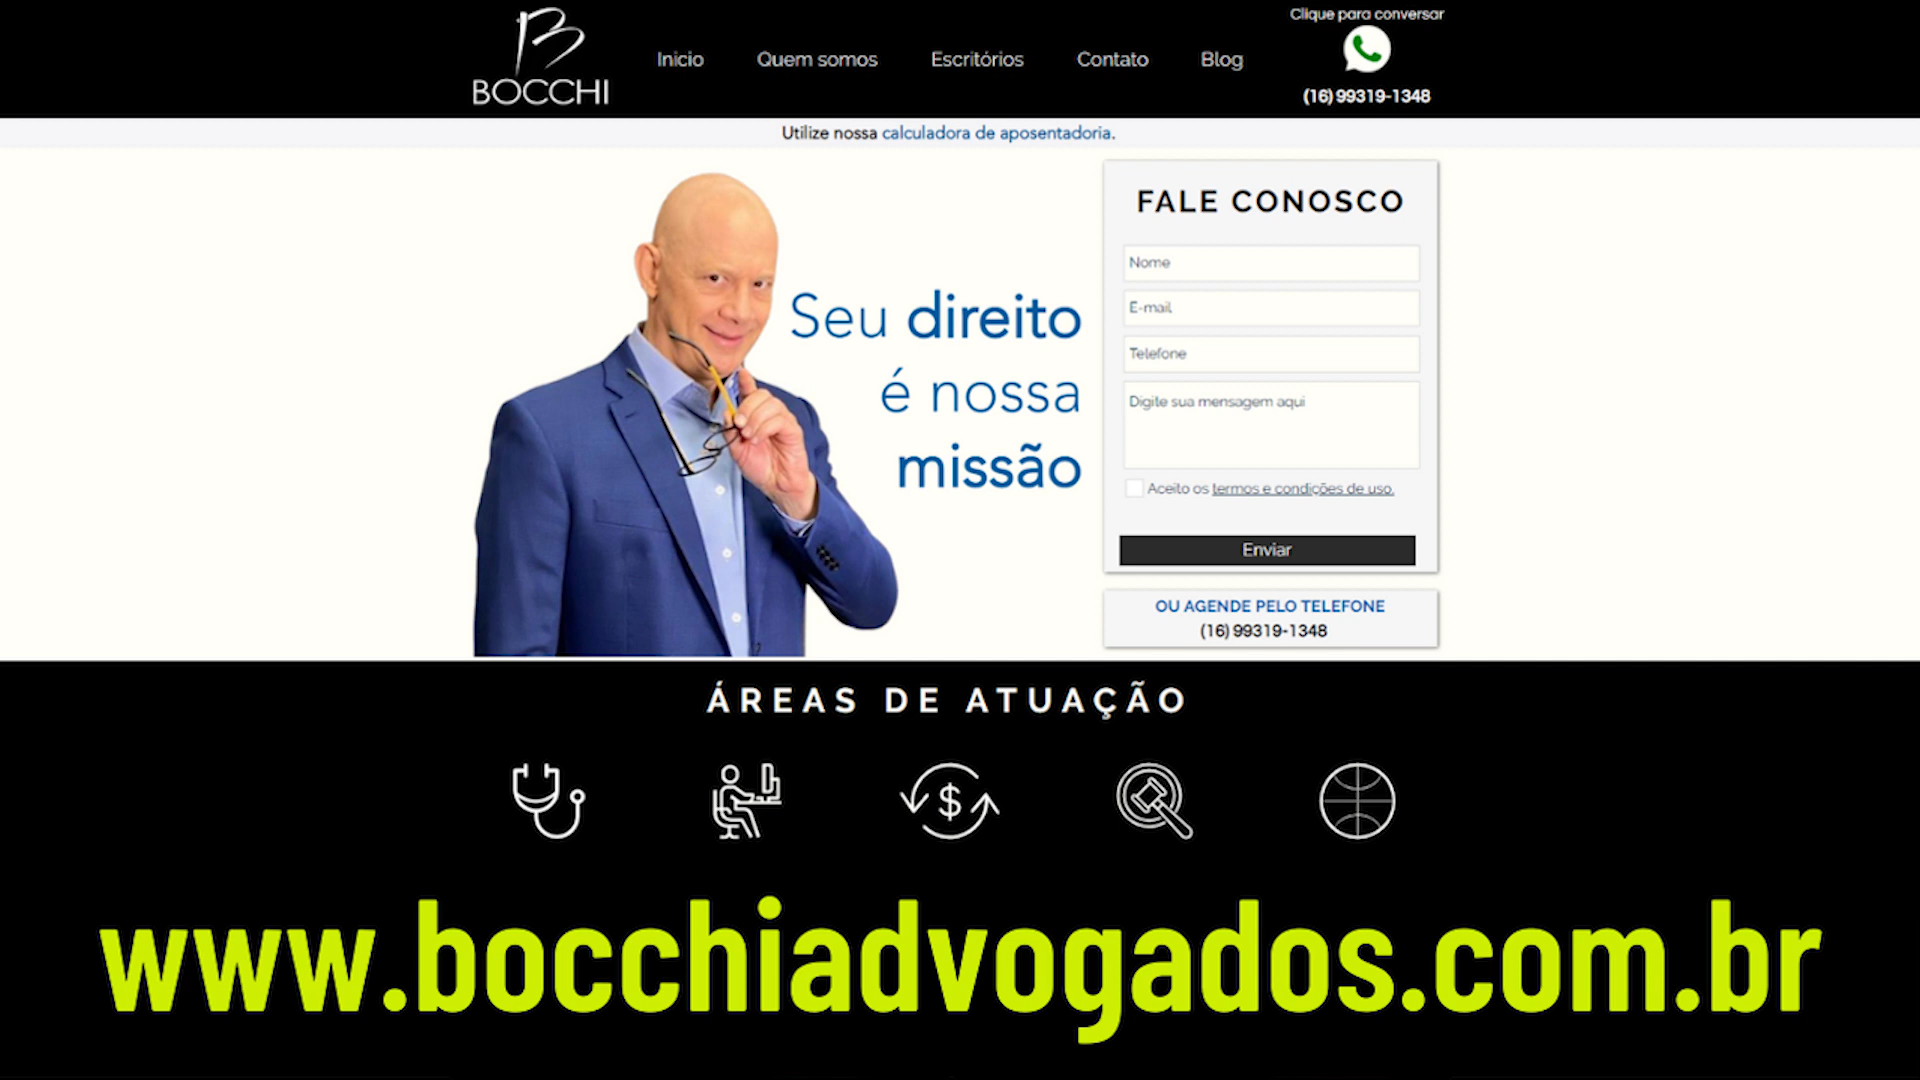 BOCCHI
Inicio
Quem somos
Escritórios
Contato
Blog
Clique para conversar
(16) 99319-1348
Utilize nossa calculadora de aposentadoria.
Seu direito
é nossa
missão
FALE CONOSCO
Nome
E-mail
Telefone
Digite sua mensagem aqui
Aceito os termos e condições de uso.
Enviar
OU AGENDE PELO TELEFONE
(16) 99319-1348
ÁREAS DE ATUAÇÃO
$
www.bocchiadvogados.com.br